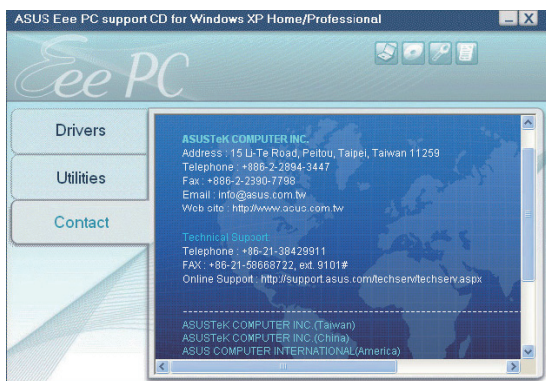 ASUS Eee PC support CD for Windows XP Home/Professional
Eee PC
Drivers
Utilities
Contact
ASUSTeK COMPUTER INC.
Address : 15 Li-Te Road, Peitou, Taipei, Taiwan 11259
Telephone : +886-2-2894-3447
Fax : +886-2-2390-7798
Email : info@asus.com.tw
Web site : http://www.asus.com.tw
Technical Support
Telephone : +86-21-38429911
FAX : +86-21-58668722, ext. 9101#
Online Support : http://support.asus.com/techserv/techserv.aspx
--------------------------------------------------------------------
ASUSTeK COMPUTER INC.(Taiwan)
ASUSTeK COMPUTER INC.(China)
ASUS COMPUTER INTERNATIONAL(America)